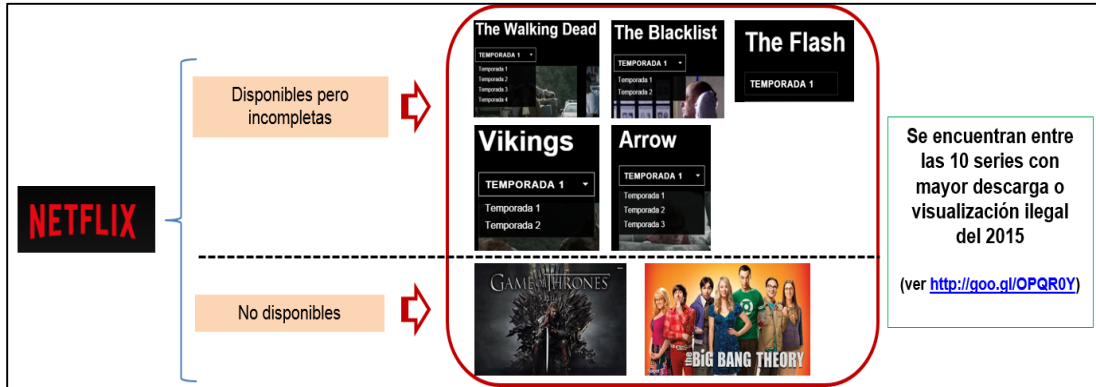 NETFLIX
Disponibles pero
incompletas
The Walking Dead
TEMPORADA 1
Temporada 1
Temporada 2
Temporada 3
Temporada 4
The Blacklist
TEMPORADA 1
Temporada 1
Temporada 2
The Flash
TEMPORADA 1
Vikings
TEMPORADA 1
Temporada 1
Temporada 2
Arrow
TEMPORADA 1
Temporada 1
Temporada 2
Temporada 3
No disponibles
GAME OF THRONES
THE BIG BANG THEORY
Se encuentran entre
las 10 series con
mayor descarga o
visualización ilegal
del 2015
(ver http://goo.gl/OPQR0Y)